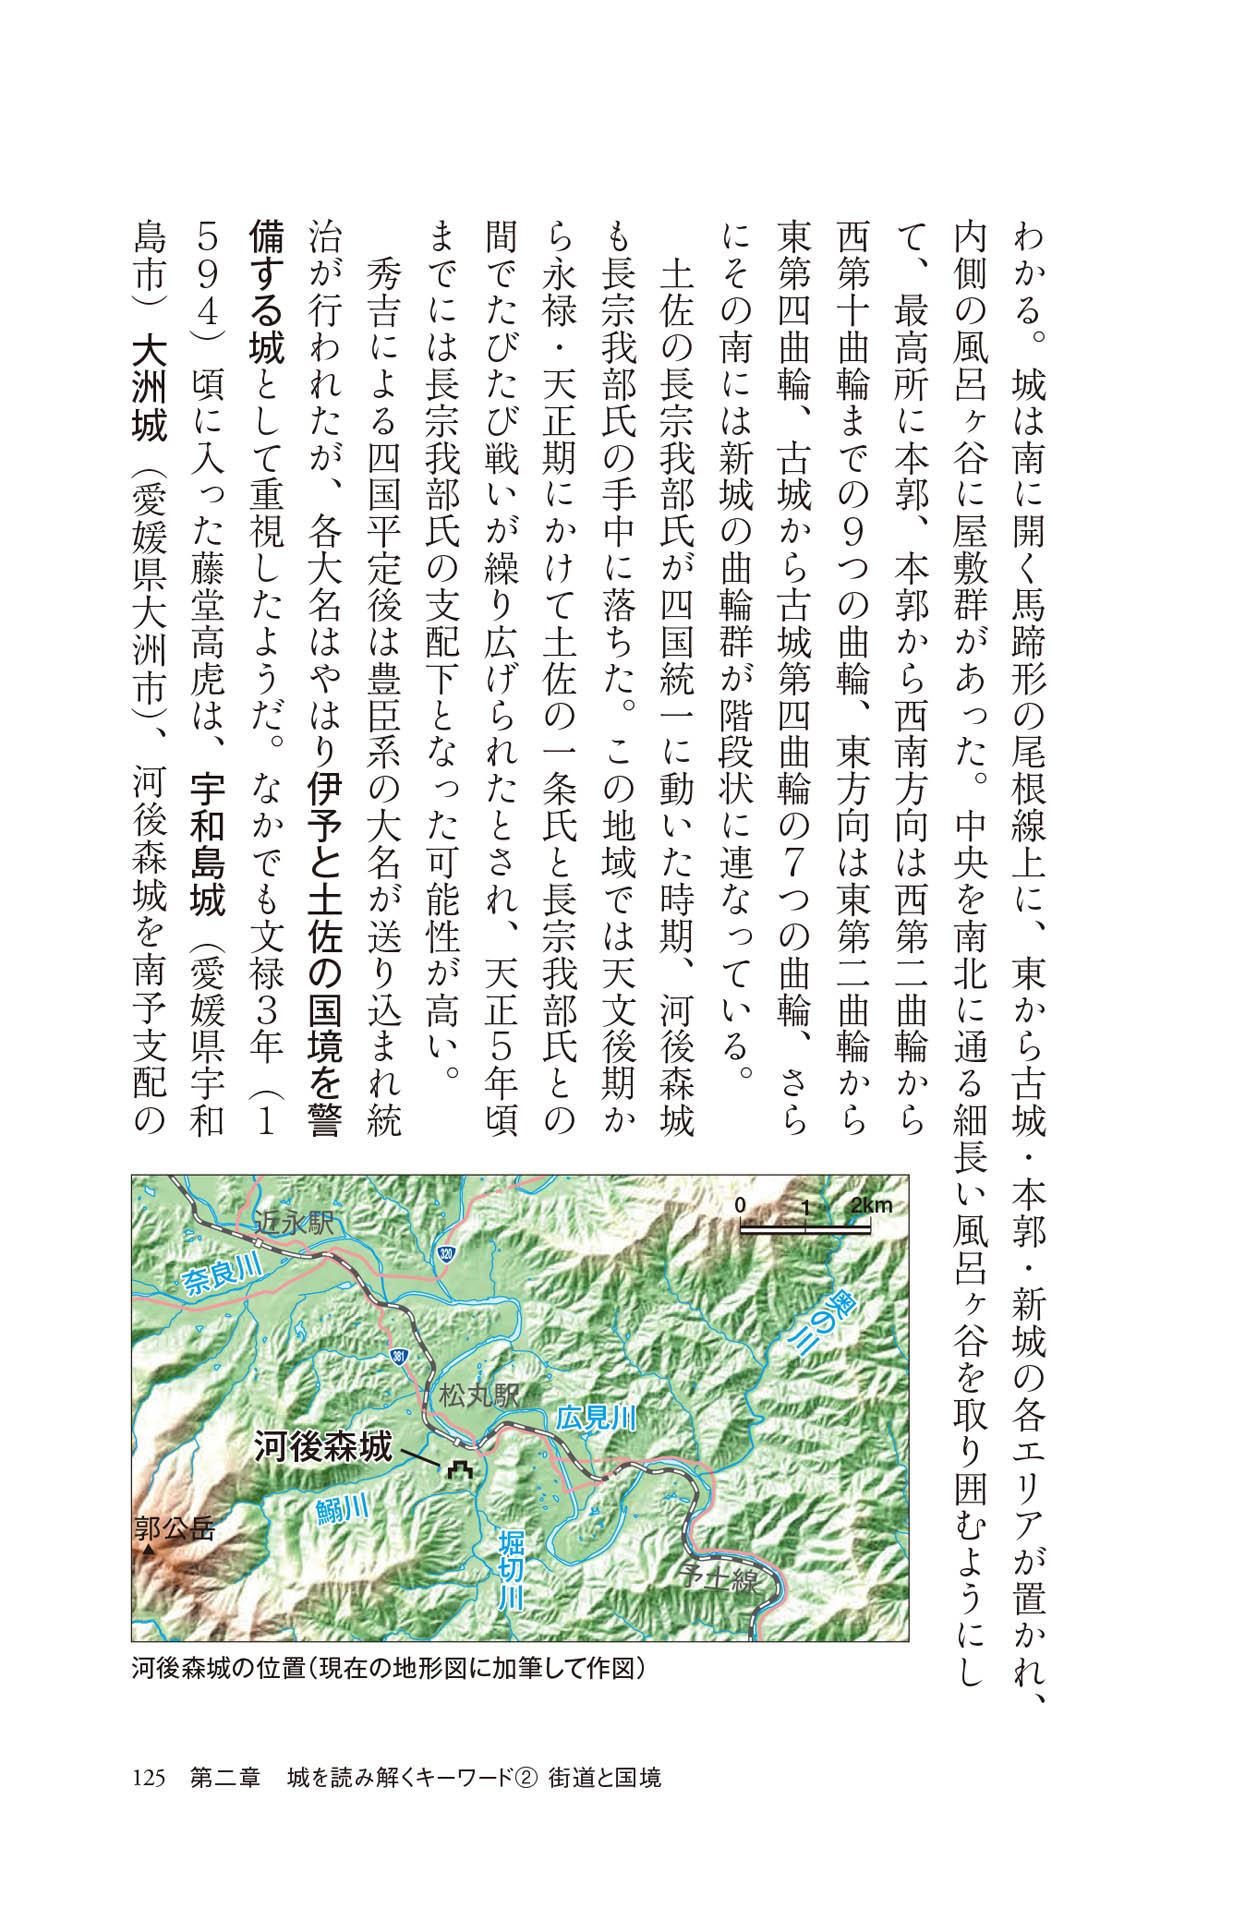 わかる。城は南に開く馬蹄形の尾根線上に、東から古城・本郭・新城の各エリアが置かれ、
内側の風呂ヶ谷に屋敷群があった。中央を南北に通る細長い風呂ヶ谷を取り囲むようにし
て、最高所に本郭、本郭から西南方向は西第二曲輪から
西第十曲輪までの９つの曲輪、東方向は東第二曲輪から
東第四曲輪、古城から古城第四曲輪の７つの曲輪、さら
にその南には新城の曲輪群が階段状に連なっている。
土佐の長宗我部氏が四国統一に動いた時期、河後森城
も長宗我部氏の手中に落ちた。この地域では天文後期か
ら永禄・天正期にかけて土佐の一条氏と長宗我部氏との
間でたびたび戦いが繰り広げられたとされ、天正５年頃
までには長宗我部氏の支配下となった可能性が高い。
秀吉による四国平定後は豊臣系の大名が送り込まれ統
治が行われたが、各大名はやはり伊予と土佐の国境を警
備する城として重視したようだ。なかでも文禄３年（１
５９４）頃に入った藤堂高虎は、宇和島城（愛媛県宇和
島市）大洲城（愛媛県大洲市）、河後森城を南予支配の
0 1 2km
近永駅
奈良川
320
奥の川
381
松丸駅
広見川
河後森城
鰯川
郭公岳
堀切川
予土線
河後森城の位置（現在の地形図に加筆して作図）
125 第二章 城を読み解くキーワード② 街道と国境